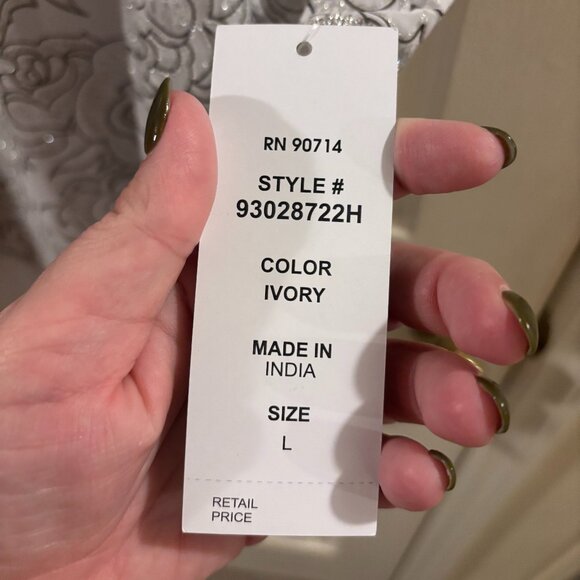 RN 90714
STYLE #
93028722H
COLOR
IVORY
MADE IN
INDIA
SIZE
L
RETAIL
PRICE